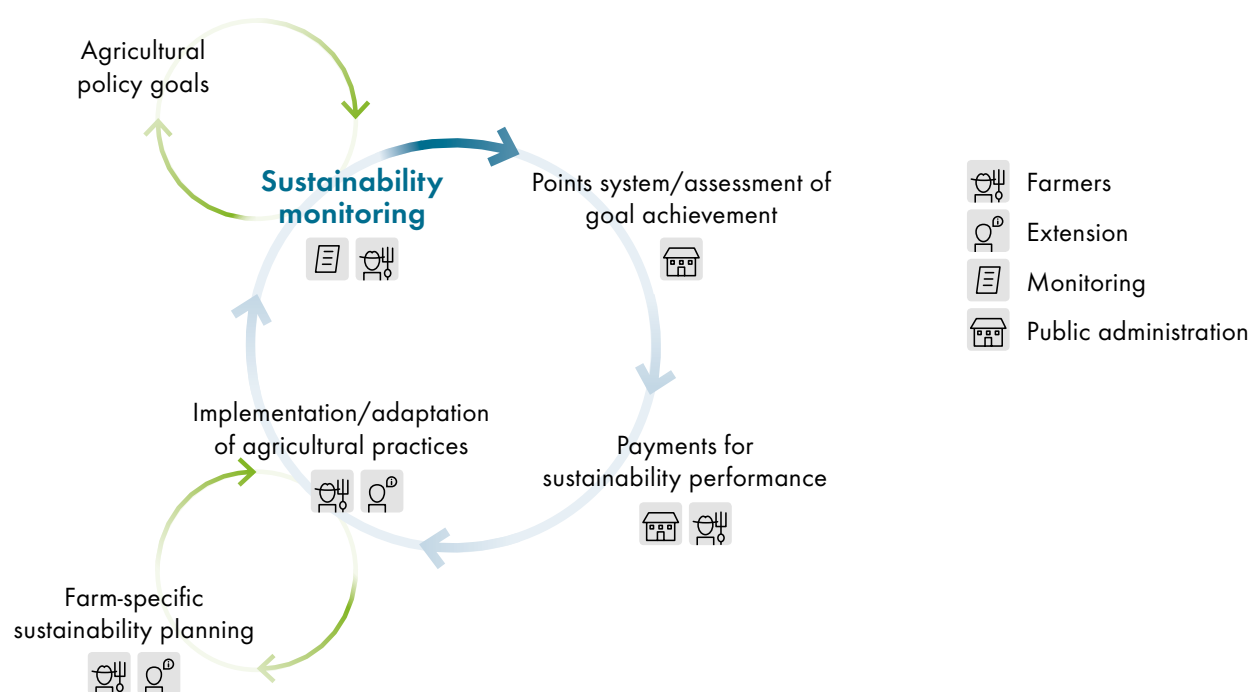 Agricultural
policy goals
Sustainability
monitoring
Points system/assessment of
goal achievement
Farmers
Extension
Monitoring
Public administration
Implementation/adaptation
of agricultural practices
Payments for
sustainability performance
Farm-specific
sustainability planning